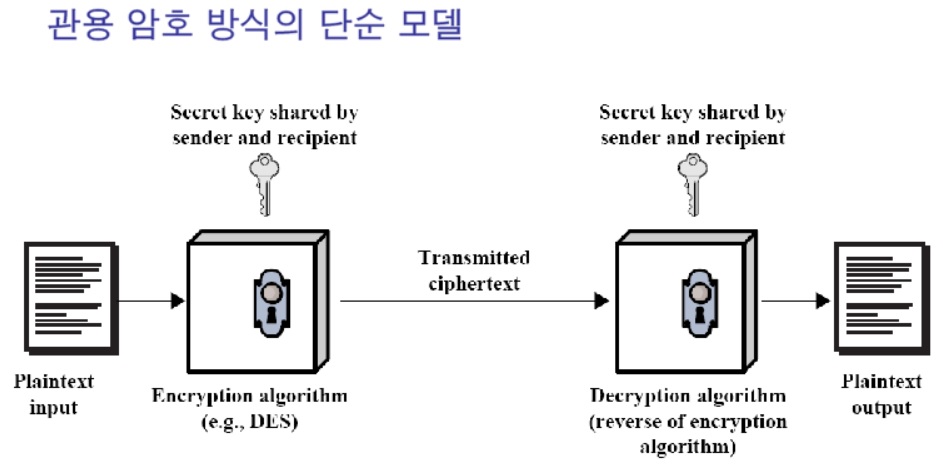 관용 암호 방식의 단순 모델
Secret key shared by
sender and recipient
Secret key shared by
sender and recipient
Transmitted
ciphertext
Plaintext
input
Encryption algorithm
(e.g., DES)
Decryption algorithm
(reverse of encryption
algorithm)
Plaintext
output